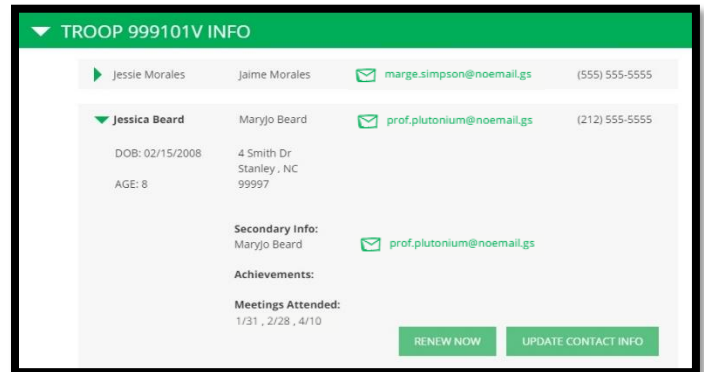 TROOP 999101V INFO
Jessie Morales Jaime Morales marge.simpson@noemail.gs (555) 555-5555
Jessica Beard MaryJo Beard prof.plutonium@noemail.gs (212) 555-5555
DOB: 02/15/2008 4 Smith Dr
Stanley , NC
AGE: 8 99997
Secondary Info:
MaryJo Beard prof.plutonium@noemail.gs
Achievements:
Meetings Attended:
1/31 , 2/28 , 4/10
RENEW NOW UPDATE CONTACT INFO